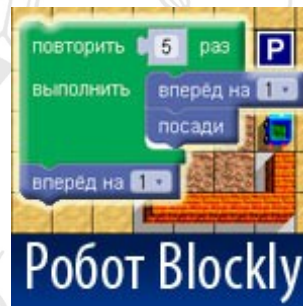 повторить 5 раз
P
выполнить вперёд на 1
посади
вперёд на 1
Робот Blockly